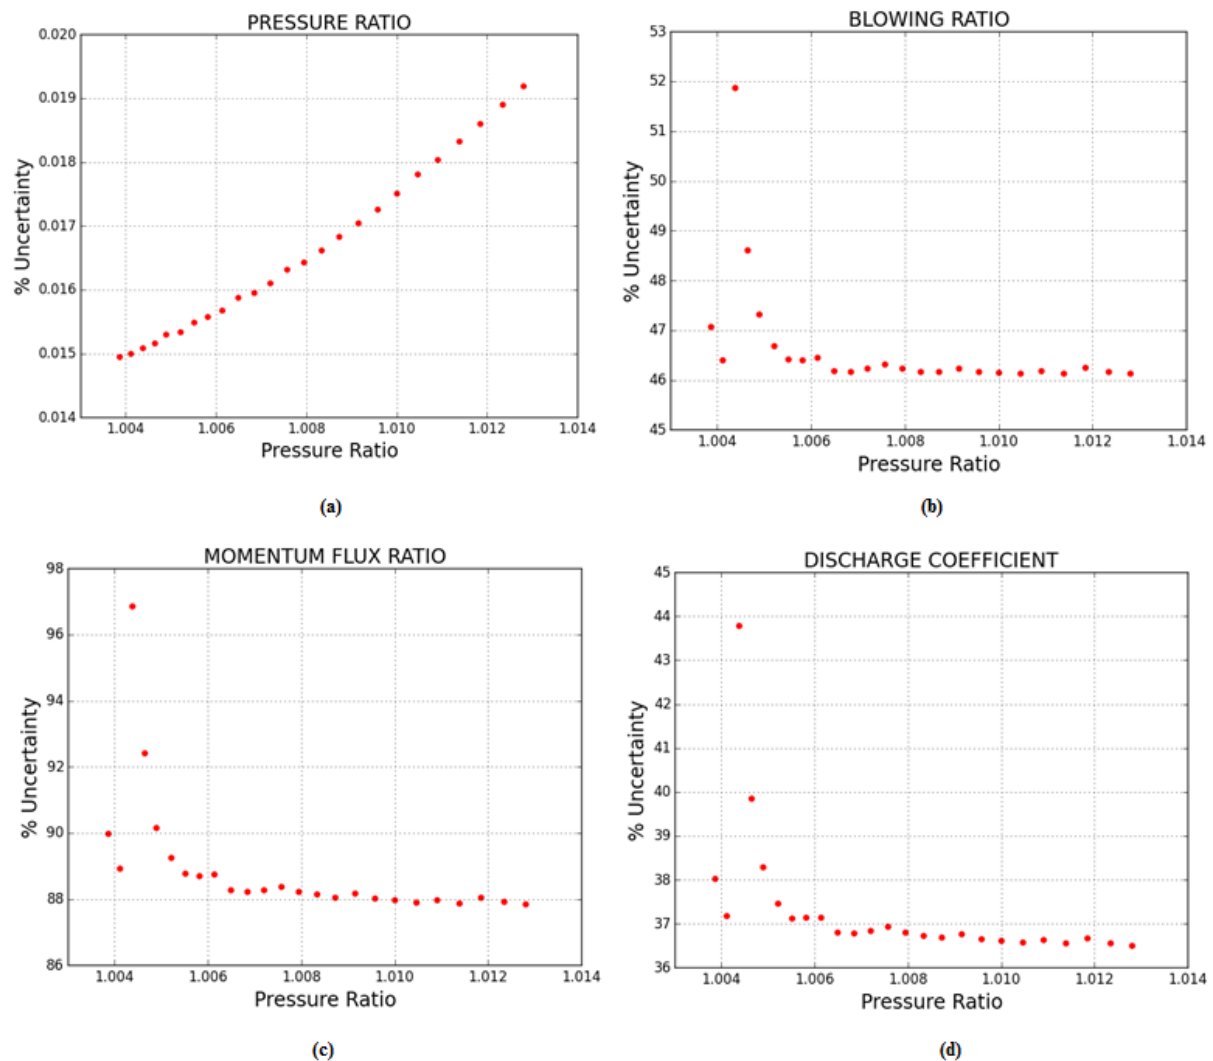 PRESSURE RATIO
0.020
0.019
0.018
0.017
0.016
0.015
0.014
% Uncertainty
1.004 1.006 1.008 1.010 1.012 1.014
Pressure Ratio
(a)
BLOWING RATIO
53
52
51
50
49
48
47
46
45
% Uncertainty
1.004 1.006 1.008 1.010 1.012 1.014
Pressure Ratio
(b)
MOMENTUM FLUX RATIO
98
96
94
92
90
88
86
% Uncertainty
1.004 1.006 1.008 1.010 1.012 1.014
Pressure Ratio
(c)
DISCHARGE COEFFICIENT
45
44
43
42
41
40
39
38
37
36
% Uncertainty
1.004 1.006 1.008 1.010 1.012 1.014
Pressure Ratio
(d)